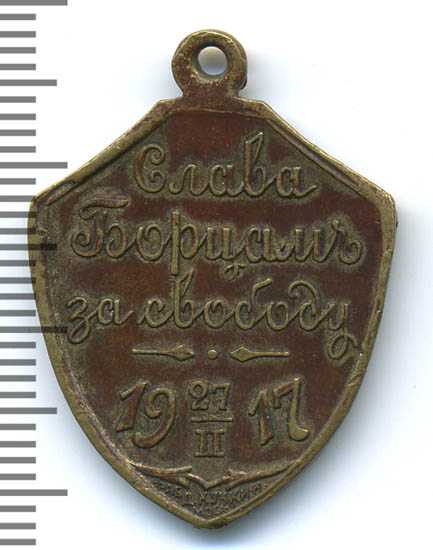 Слава
Борцамъ
за свободу
19 27/II 17